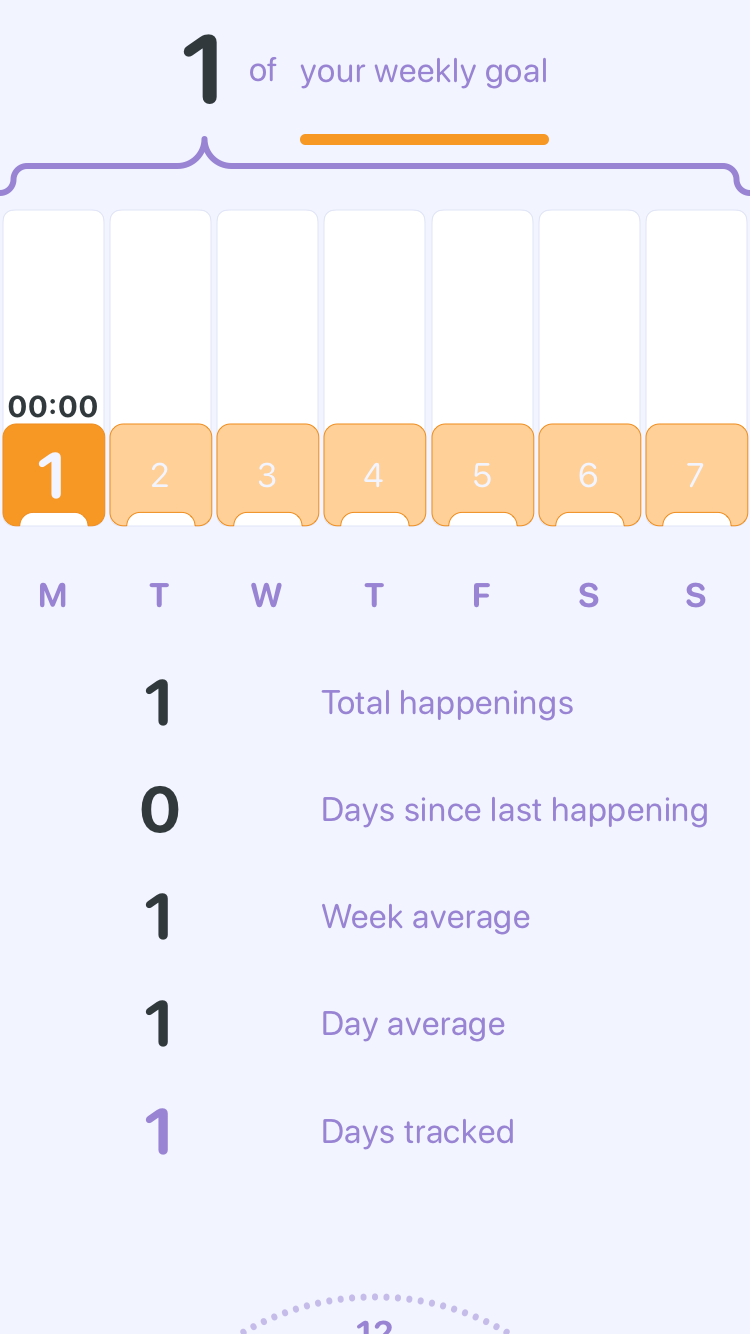 1 of your weekly goal
00:00
1 2 3 4 5 6 7
M T W T F S S
1 Total happenings
0 Days since last happening
1 Week average
1 Day average
1 Days tracked
12